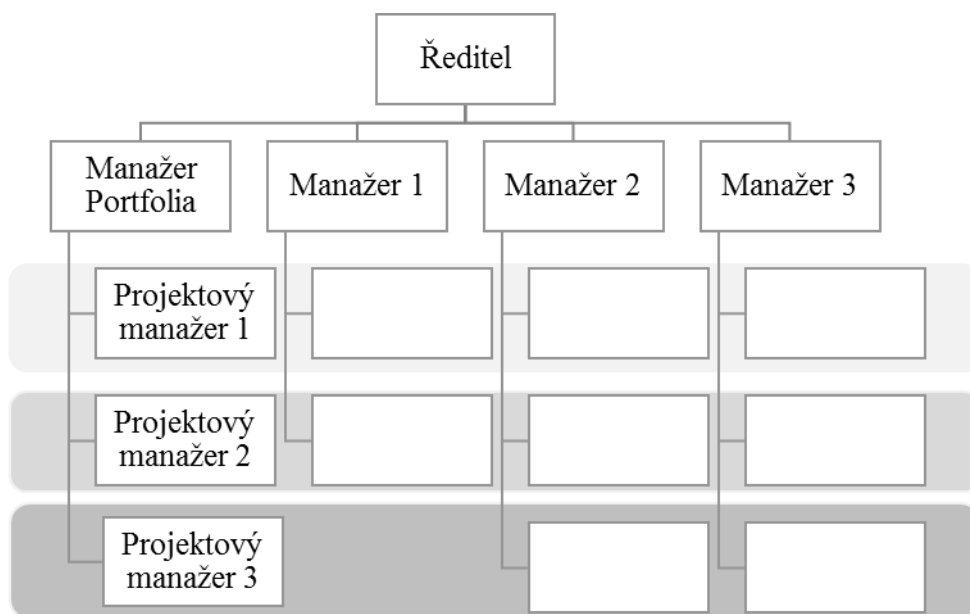 Ředitel
Manažer
Portfolia
Manažer 1
Manažer 2
Manažer 3
Projektový
manažer 1
Projektový
manažer 2
Projektový
manažer 3